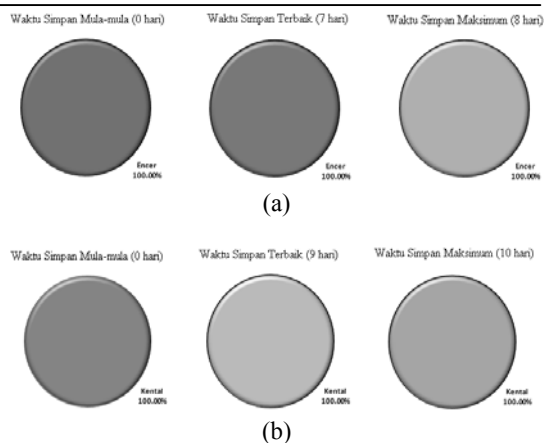 Waktu Simpan Mula-mula (0 hari) Waktu Simpan Terbaik (7 hari) Waktu Simpan Maksimum (8 hari)
Encer Encer Encer
100.00% 100.00% 100.00%
(a)
Waktu Simpan Mula-mula (0 hari) Waktu Simpan Terbaik (9 hari) Waktu Simpan Maksimum (10 hari)
Kental Kental Kental
100.00% 100.00% 100.00%
(b)